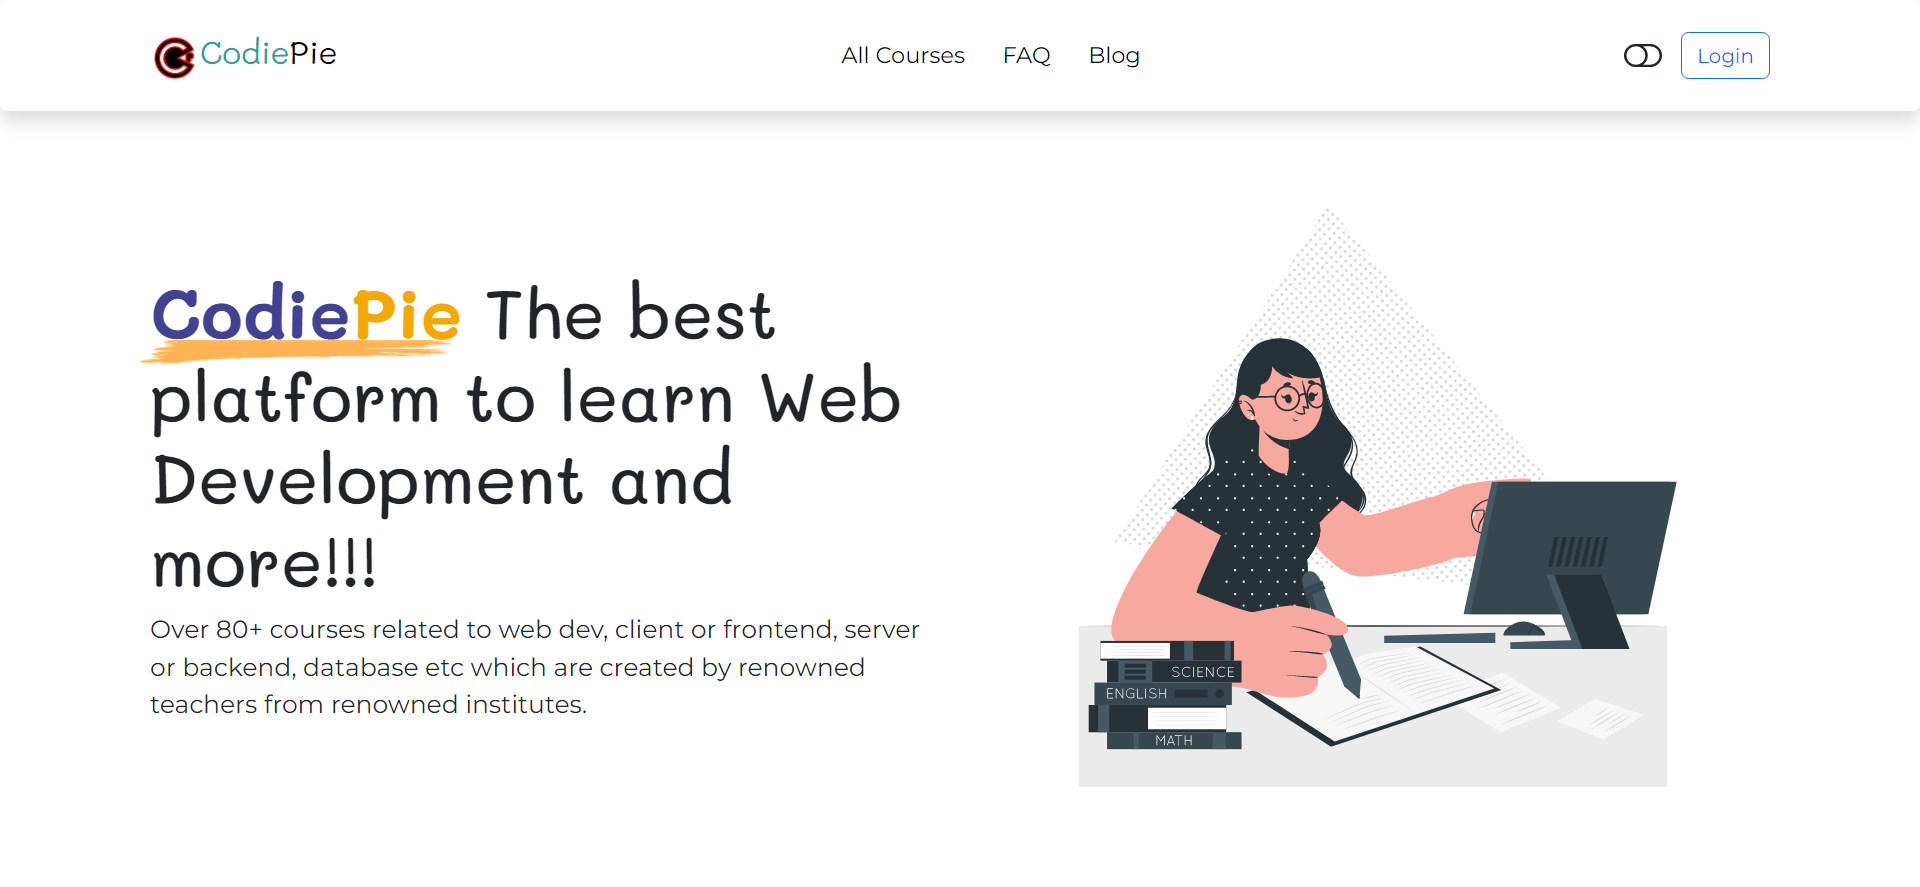 CodiePie
All Courses FAQ Blog
Login
CodiePie The best
platform to learn Web
Development and
more!!!
Over 80+ courses related to web dev, client or frontend, server
or backend, database etc which are created by renowned
teachers from renowned institutes.
SCIENCE
ENGLISH
MATH